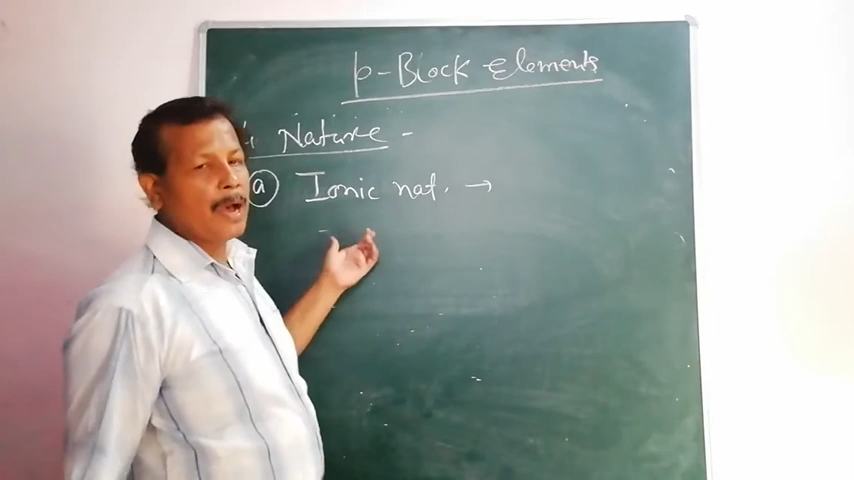 p-Block Elements
Nature -
(a) Ionic nat. →